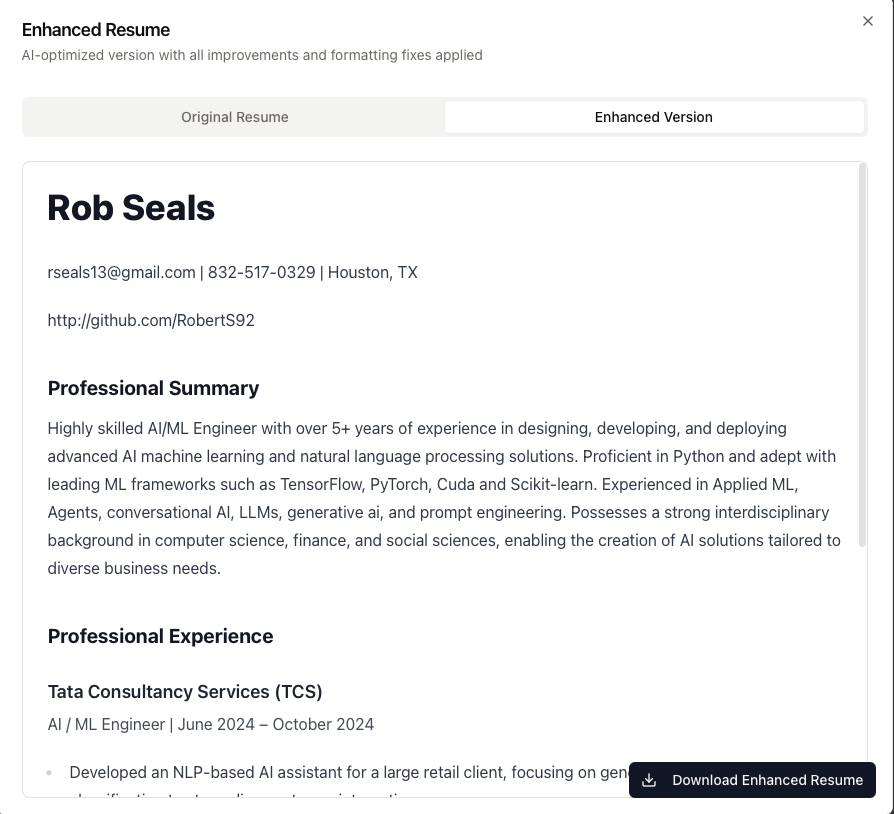 Enhanced Resume
AI-optimized version with all improvements and formatting fixes applied
Original Resume
Enhanced Version
Rob Seals
rseals13@gmail.com | 832-517-0329 | Houston, TX
http://github.com/RobertS92
Professional Summary
Highly skilled AI/ML Engineer with over 5+ years of experience in designing, developing, and deploying
advanced AI machine learning and natural language processing solutions. Proficient in Python and adept with
leading ML frameworks such as TensorFlow, PyTorch, Cuda and Scikit-learn. Experienced in Applied ML,
Agents, conversational AI, LLMs, generative ai, and prompt engineering. Possesses a strong interdisciplinary
background in computer science, finance, and social sciences, enabling the creation of AI solutions tailored to
diverse business needs.
Professional Experience
Tata Consultancy Services (TCS)
AI / ML Engineer | June 2024 – October 2024
Developed an NLP-based AI assistant for a large retail client, focusing on
Download Enhanced Resume